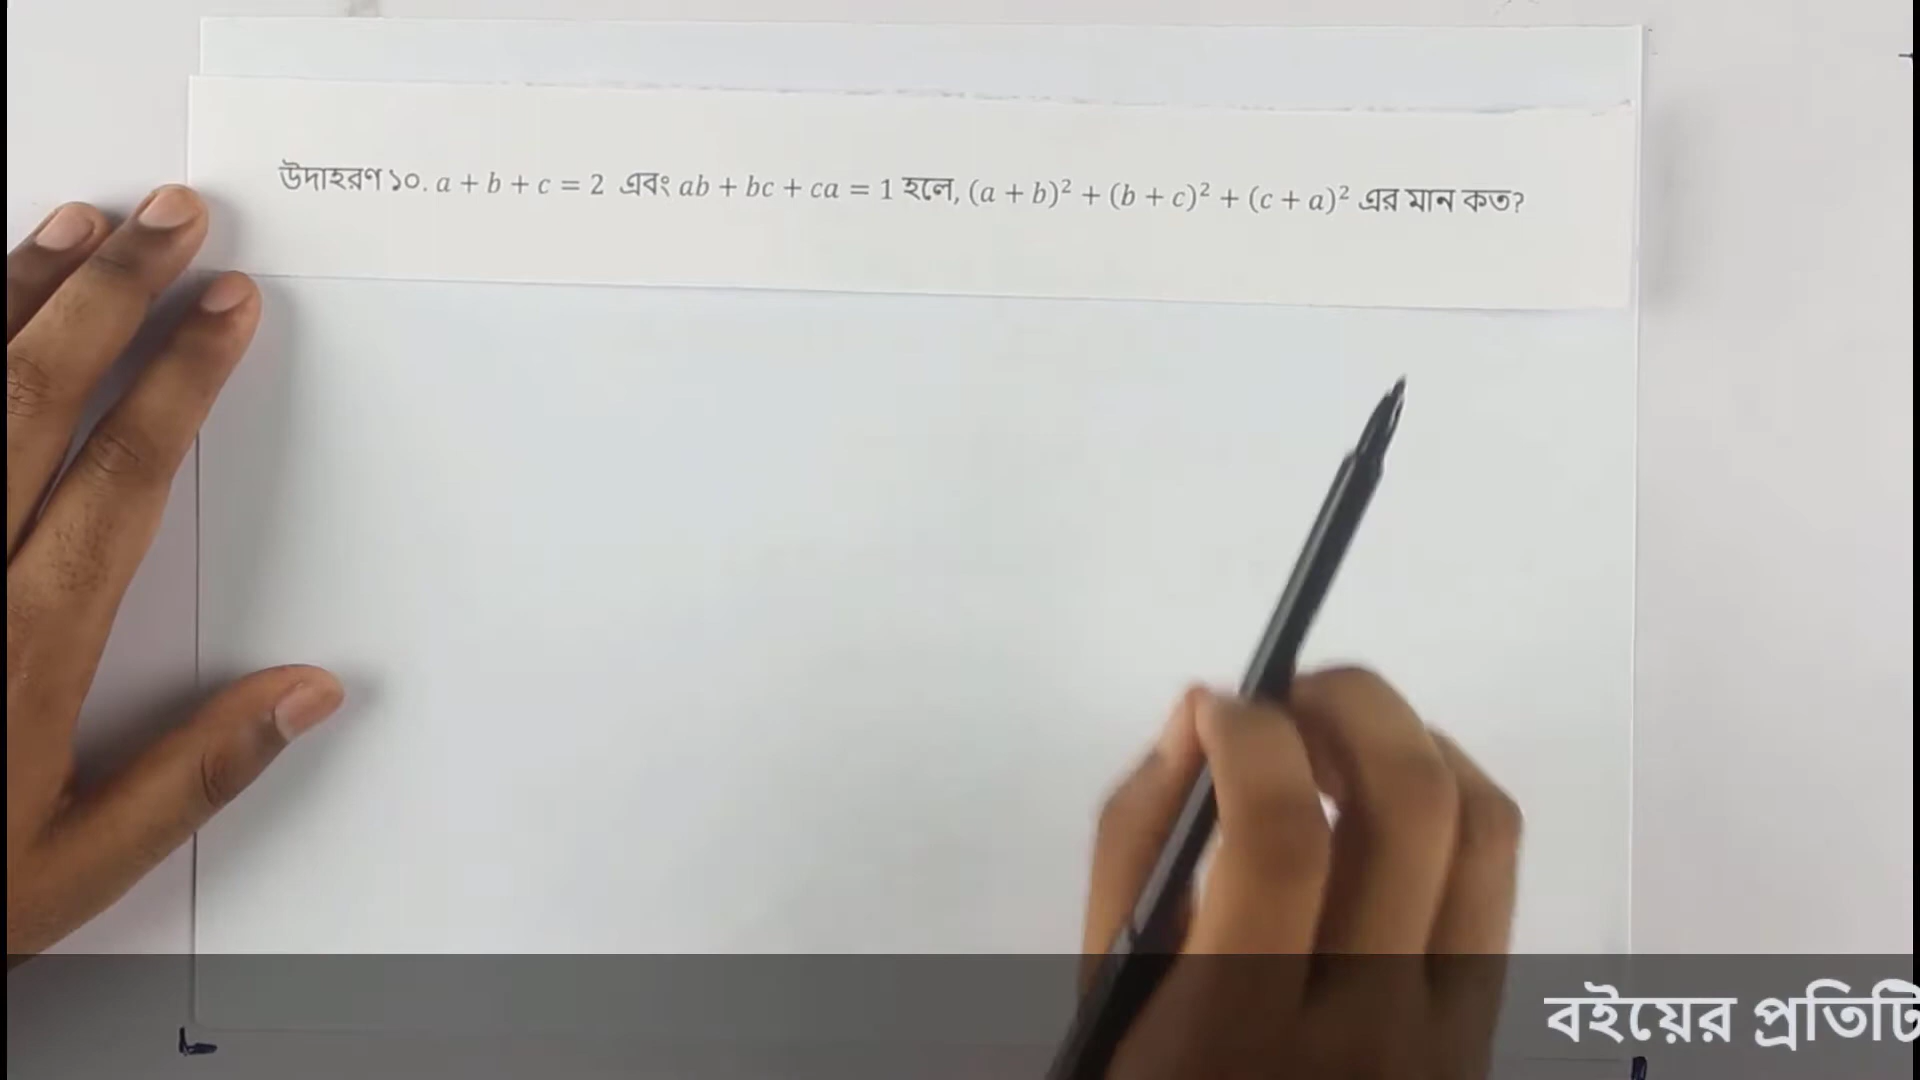 উদাহরণ ১০. a + b + c = 2 এবং ab + bc + ca = 1 হলে, (a + b)² + (b + c)² + (c + a)² এর মান কত?
বইয়ের প্রতিটি